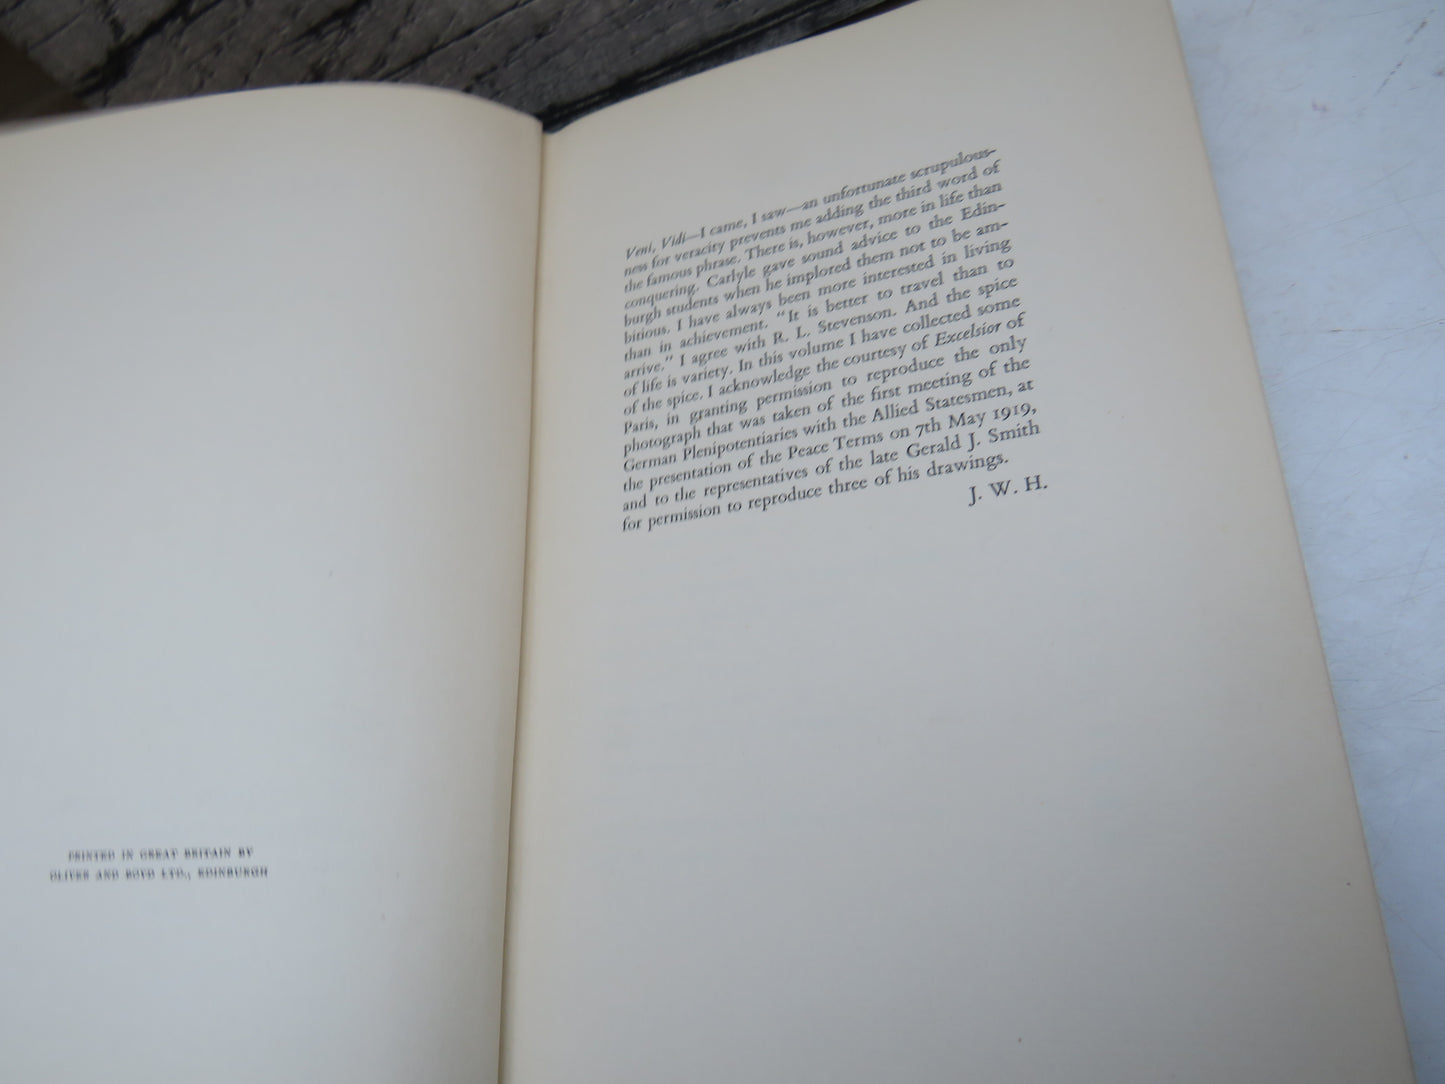 PRINTED IN GREAT BRITAIN BY
OLIVER AND BOYD LTD., EDINBURGH
Veni, Vidi—I came, I saw—an unfortunate scrupulous-
ness for veracity prevents me adding the third word of
the famous phrase. There is, however, more in life than
conquering. Carlyle gave sound advice to the Edin-
burgh students when he implored them not to be am-
bitious. I have always been more interested in living
than in achievement. "It is better to travel than to
arrive." I agree with R. L. Stevenson. And the spice
of life is variety. In this volume I have collected some
of the spice. I acknowledge the courtesy of Excelsior of
Paris, in granting permission to reproduce the only
photograph that was taken of the first meeting of the
German Plenipotentiaries with the Allied Statesmen, at
the presentation of the Peace Terms on 7th May 1919,
and to the representatives of the late Gerald J. Smith
for permission to reproduce three of his drawings.
J. W. H.